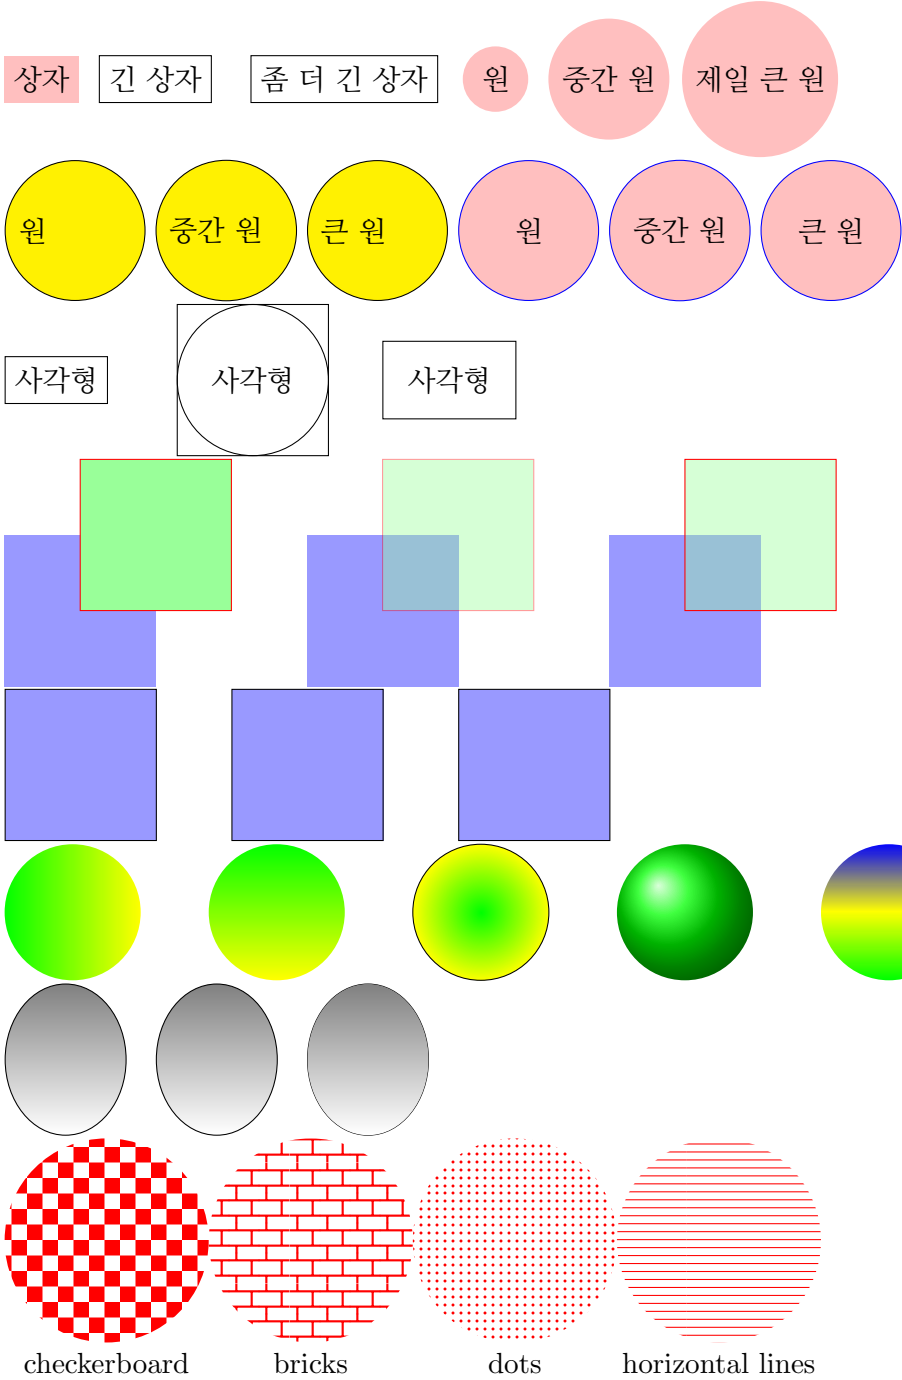 상자 긴 상자 좀 더 긴 상자 원 중간 원 제일 큰 원
원 중간 원 큰 원 원 중간 원 큰 원
사각형 사각형 사각형
checkerboard bricks dots horizontal lines